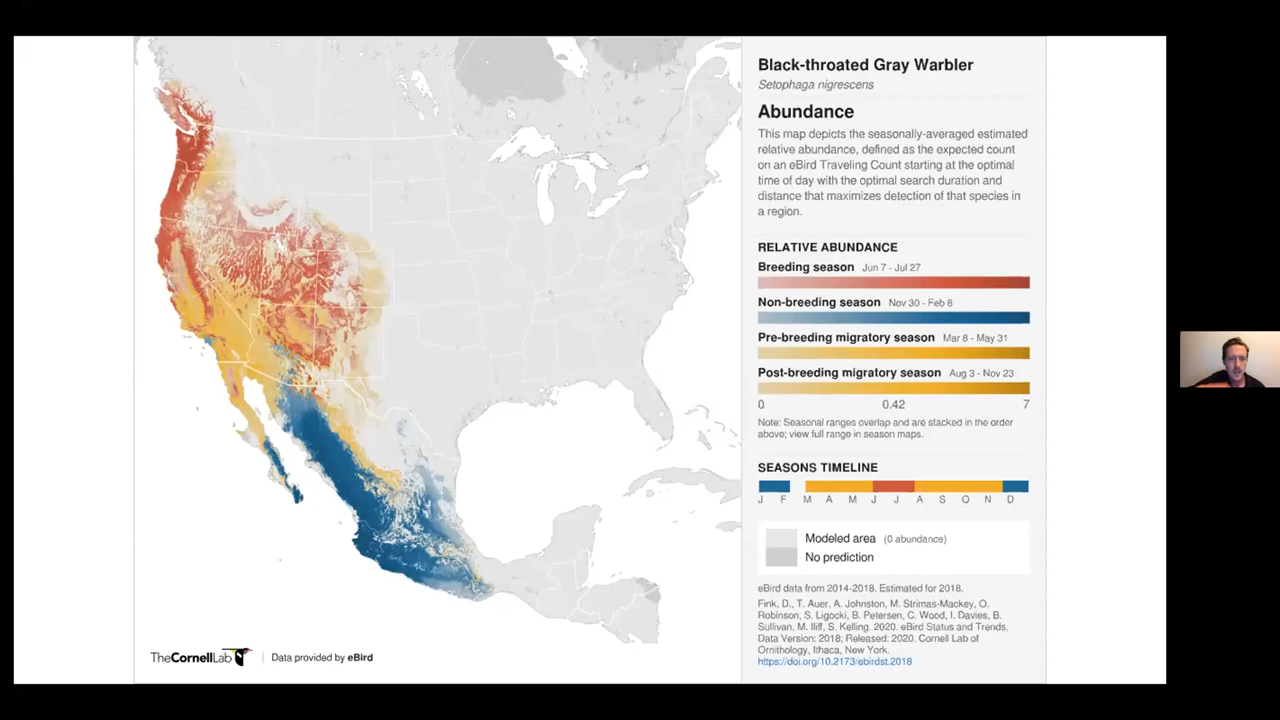 Black-throated Gray Warbler
Setophaga nigrescens
Abundance
This map depicts the seasonally-averaged estimated
relative abundance, defined as the expected count
on an eBird Traveling Count starting at the optimal
time of day with the optimal search duration and
distance that maximizes detection of that species in
a region.
RELATIVE ABUNDANCE
Breeding season Jun 7 - Jul 27
Non-breeding season Nov 30 - Feb 8
Pre-breeding migratory season Mar 8 - May 31
Post-breeding migratory season Aug 3 - Nov 23
0 0.42 7
Note: Seasonal ranges overlap and are stacked in the order
above; view full range in season maps.
SEASONS TIMELINE
J F M A M J J A S O N D
Modeled area (0 abundance)
No prediction
eBird data from 2014-2018. Estimated for 2018.
Fink, D., T. Auer, A. Johnston, M. Strimas-Mackey, O.
Robinson, S. Ligocki, B. Petersen, C. Wood, I. Davies, B.
Sullivan, M. Iliff, S. Kelling. 2020. eBird Status and Trends,
Data Version: 2018; Released: 2020. Cornell Lab of
Ornithology, Ithaca, New York.
https://doi.org/10.2173/ebirdst.2018
TheCornellLab | Data provided by eBird